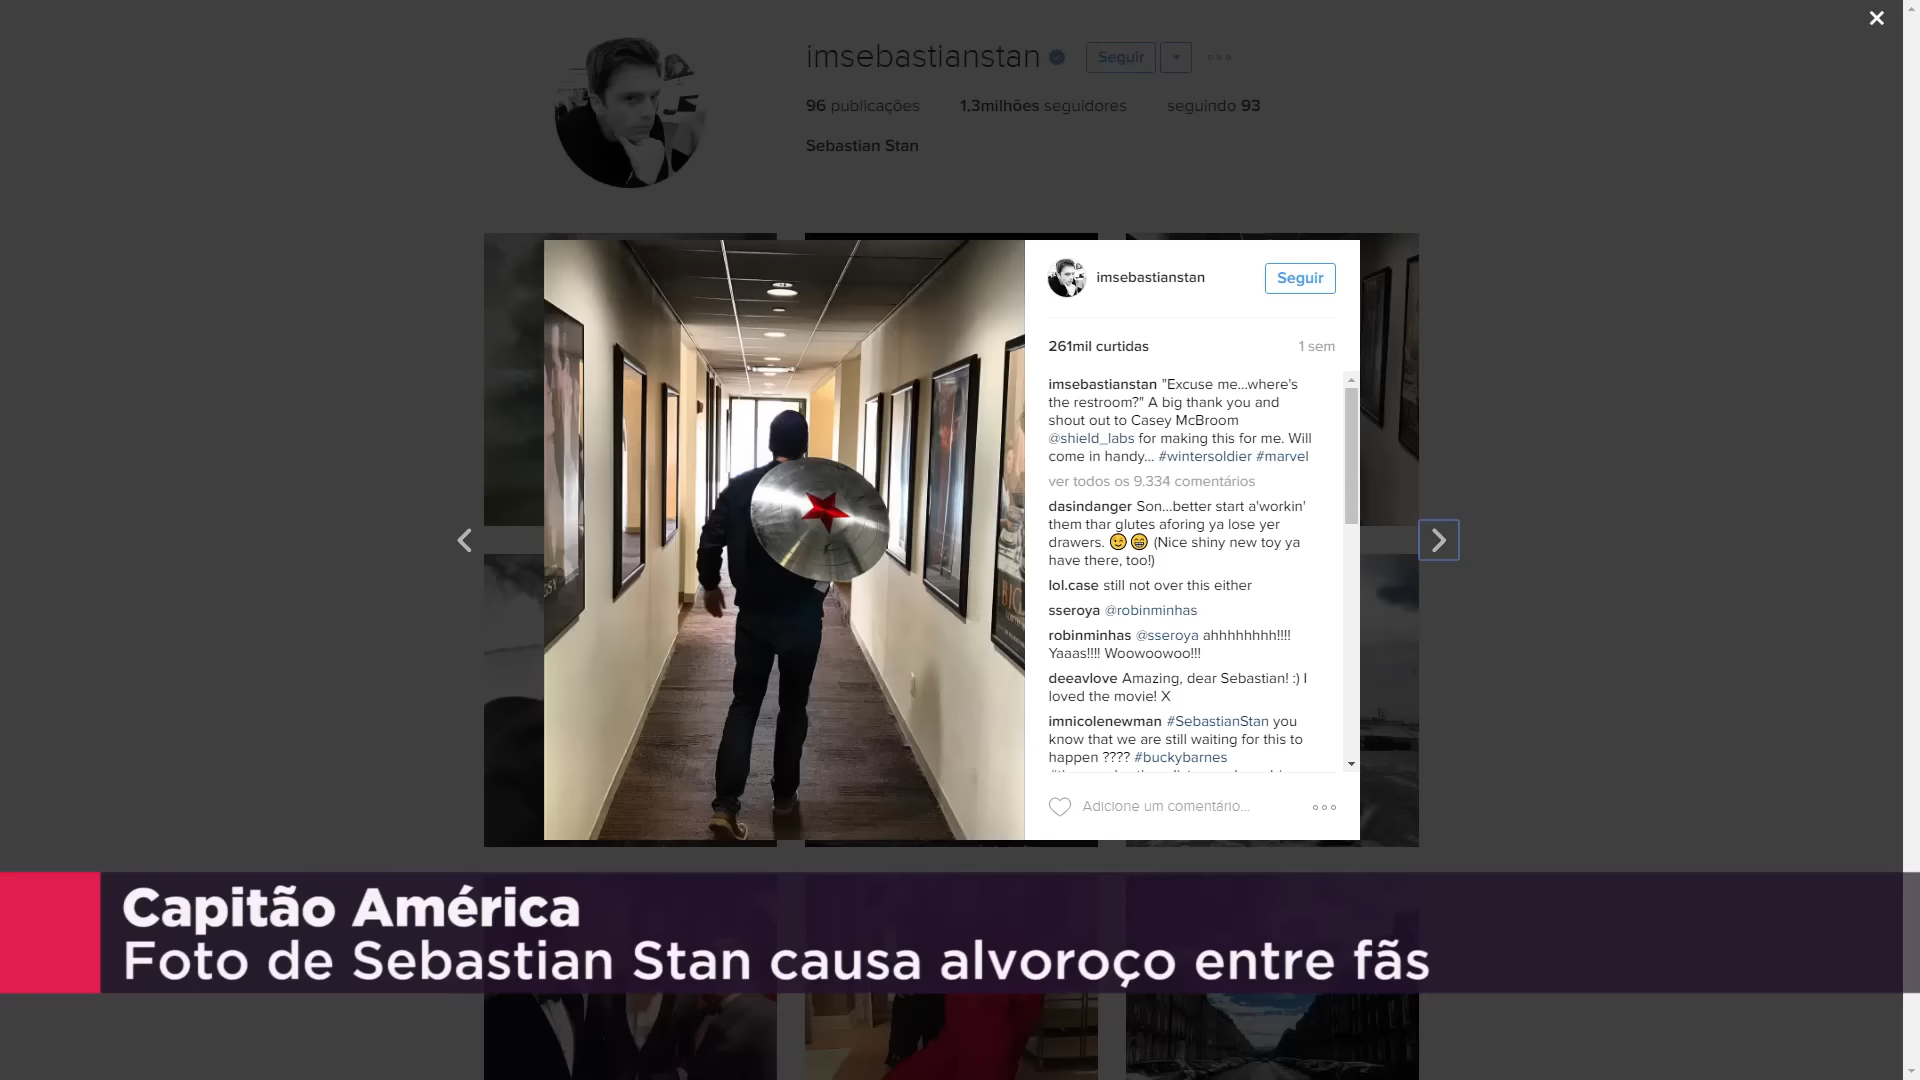 imsebastianstan
Seguir
96 publicações 1,3milhões seguidores seguindo 93
Sebastian Stan
imsebastianstan
Seguir
261mil curtidas 1 sem
imsebastianstan "Excuse me...where's
the restroom?" A big thank you and
shout out to Casey McBroom
@shield_labs for making this for me. Will
come in handy... #wintersoldier #marvel
ver todos os 9.334 comentários
dasindanger Son...better start a'workin'
them thar glutes aforing ya lose yer
drawers. 😉 😁 (Nice shiny new toy ya
have there, too!)
lol.case still not over this either
sseroya @robinminhas
robinminhas @sseroya ahhhhhhhh!!!!
Yaaas!!!! Woowoowoo!!!
deeavlove Amazing, dear Sebastian! :) I
loved the movie! X
imnicolenewman #SebastianStan you
know that we are still waiting for this to
happen ???? #buckybarnes
Adicione um comentário...
Capitão América
Foto de Sebastian Stan causa alvoroço entre fãs